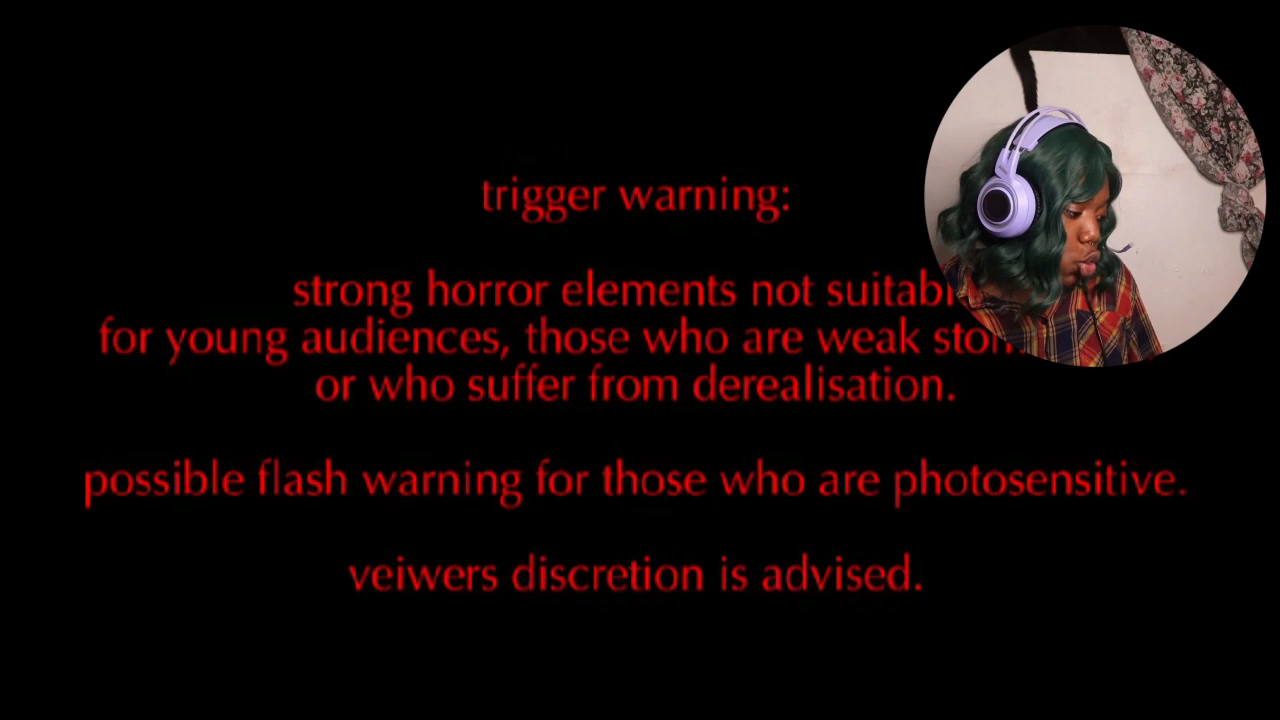 trigger warning:
strong horror elements not
for young audiences, those who are weak
or who suffer from derealisation.
possible flash warning for those who are photosensitive.
veiwers discretion is advised.